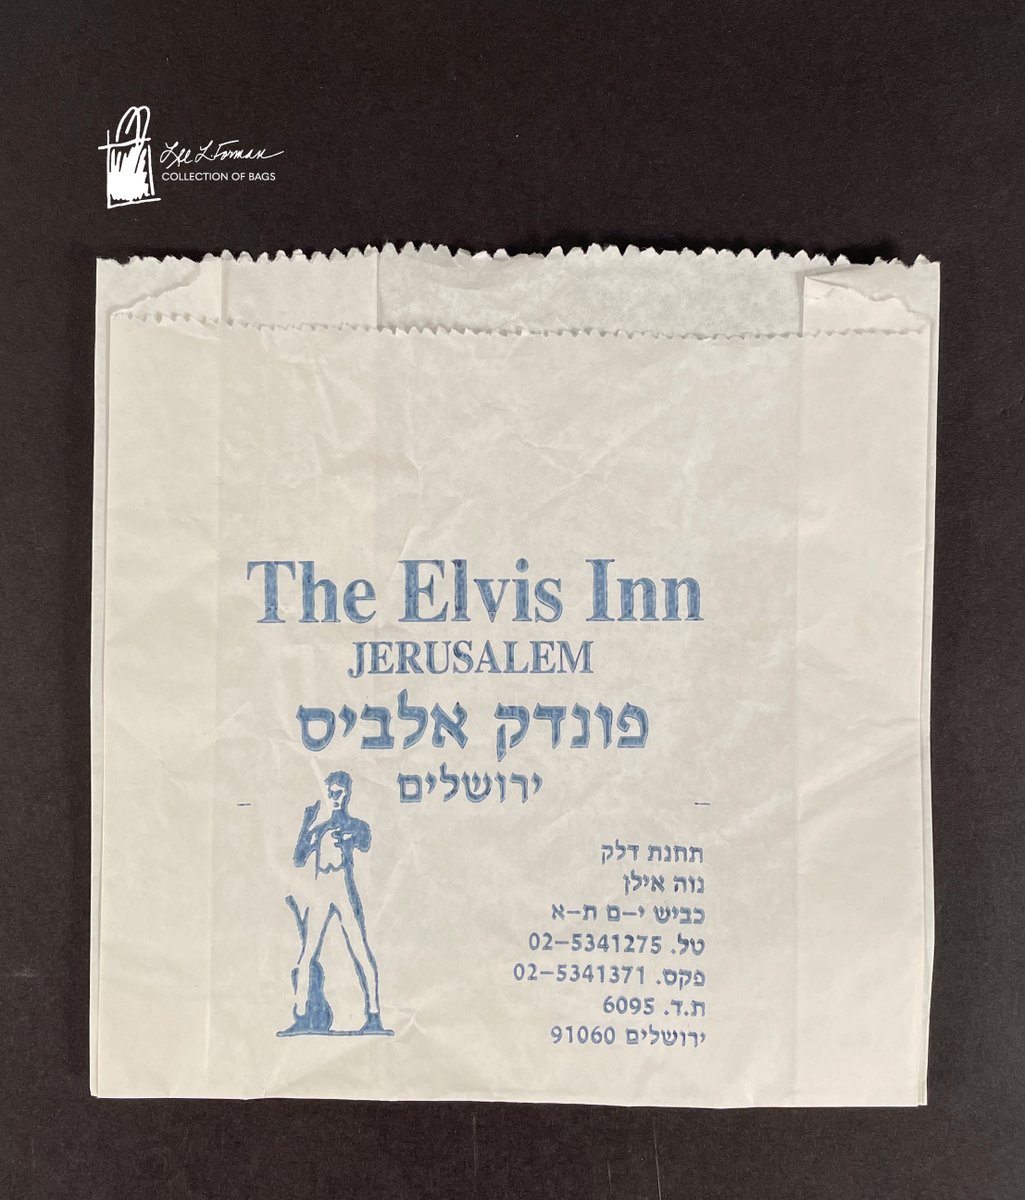 Lee L. Forman
COLLECTION OF BAGS
The Elvis Inn
JERUSALEM
פונדק אלביס
ירושלים
תחנת דלק
נוה אילן
כביש י-ם ת-א
טל. 02-5341275
פקס. 02-5341371
ת.ד. 6095
ירושלים 91060